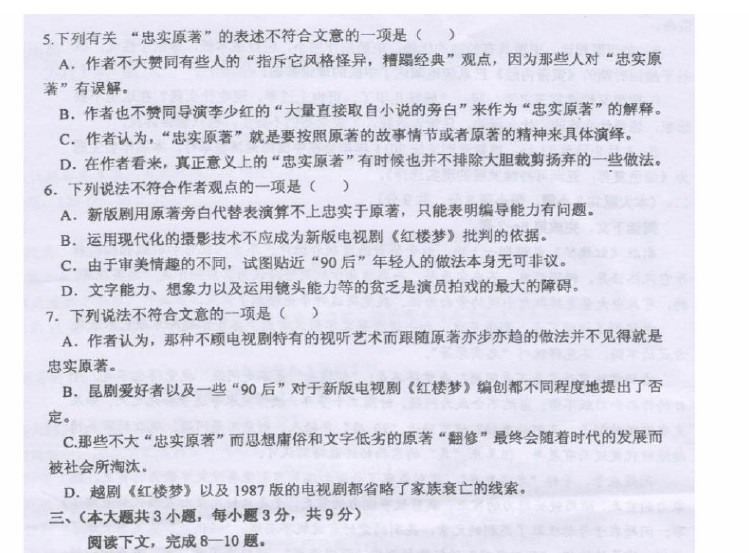 5.下列有关 “忠实原著”的表述不符合文意的一项是（ ）
A．作者不大赞同有些人的“指斥它风格怪异，糟蹋经典”观点，因为那些人对“忠实原
著”有误解。
B．作者也不赞同导演李少红的“大量直接取自小说的旁白”来作为“忠实原著”的解释。
C．作者认为，“忠实原著”就是要按照原著的故事情节或者原著的精神来具体演绎。
D．在作者看来，真正意义上的“忠实原著”有时候也并不排除大胆裁剪扬弃的一些做法。
6．下列说法不符合作者观点的一项是（ ）
A．新版剧用原著旁白代替表演算不上忠实于原著，只能表明编导能力有问题。
B．运用现代化的摄影技术不应成为新版电视剧《红楼梦》批判的依据。
C．由于审美情趣的不同，试图贴近“90后”年轻人的做法本身无可非议。
D．文字能力、想象力以及运用镜头能力等的贫乏是演员拍戏的最大的障碍。
7．下列说法不符合文意的一项是（ ）
A．作者认为，那种不顾电视剧特有的视听艺术而跟随原著亦步亦趋的做法并不见得就是
忠实原著。
B．昆剧爱好者以及一些“90后”对于新版电视剧《红楼梦》编创都不同程度地提出了否
定。
C.那些不大“忠实原著”而思想庸俗和文字低劣的原著“翻修”最终会随着时代的发展而
被社会所淘汰。
D．越剧《红楼梦》以及1987版的电视剧都省略了家族衰亡的线索。
三、（本大题共3小题，每小题3分，共9分）
阅读下文，完成8—10题。